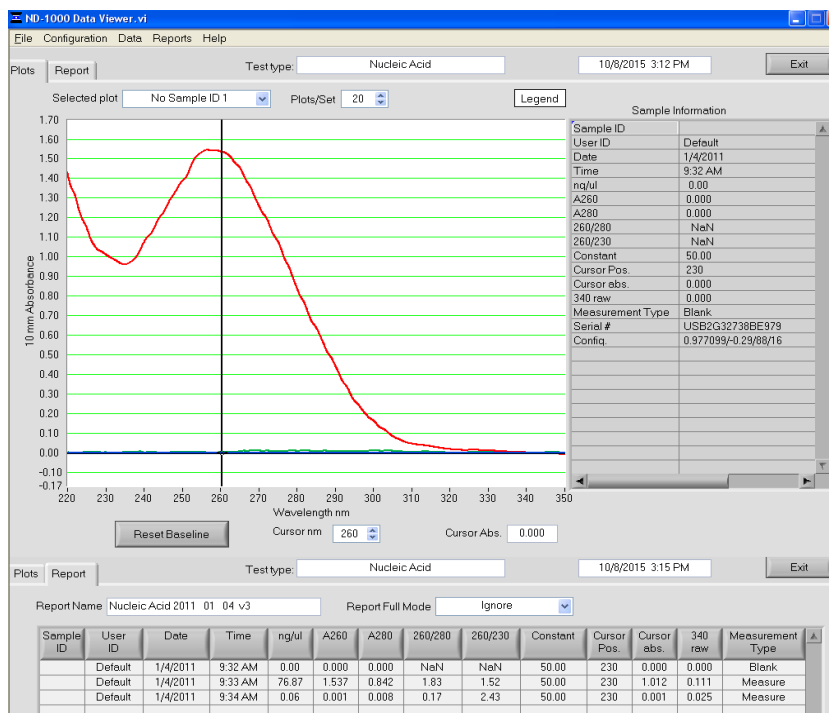 ND-1000 Data Viewer.vi
File Configuration Data Reports Help
Plots Report Test type: Nucleic Acid 10/8/2015 3:12 PM Exit
Selected plot No Sample ID 1 Plots/Set 20 Legend
Sample Information
Sample ID
User ID Default
Date 1/4/2011
Time 9:32 AM
ng/ul 0.00
A260 0.000
A280 0.000
260/280 NaN
260/230 NaN
Constant 50.00
Cursor Pos. 230
Cursor abs. 0.000
340 raw 0.000
Measurement Type Blank
Serial # USB2G32738BE979
Config. 0.977099/-0.29/88/16
10 mm Absorbance
1.70
1.60
1.50
1.40
1.30
1.20
1.10
1.00
0.90
0.80
0.70
0.60
0.50
0.40
0.30
0.20
0.10
0.00
-0.10
-0.17
220 230 240 250 260 270 280 290 300 310 320 330 340 350
Wavelength nm
Reset Baseline Cursor nm 260 Cursor Abs. 0.000
Plots Report Test type: Nucleic Acid 10/8/2015 3:15 PM Exit
Report Name Nucleic Acid 2011 01 04 v3 Report Full Mode Ignore
Sample ID User ID Date Time ng/ul A260 A280 260/280 260/230 Constant Cursor Pos. Cursor abs. 340 raw Measurement Type
Default 1/4/2011 9:32 AM 0.00 0.000 0.000 NaN NaN 50.00 230 0.000 0.000 Blank
Default 1/4/2011 9:33 AM 76.87 1.537 0.842 1.83 1.52 50.00 230 1.012 0.111 Measure
Default 1/4/2011 9:34 AM 0.06 0.001 0.008 0.17 2.43 50.00 230 0.001 0.025 Measure